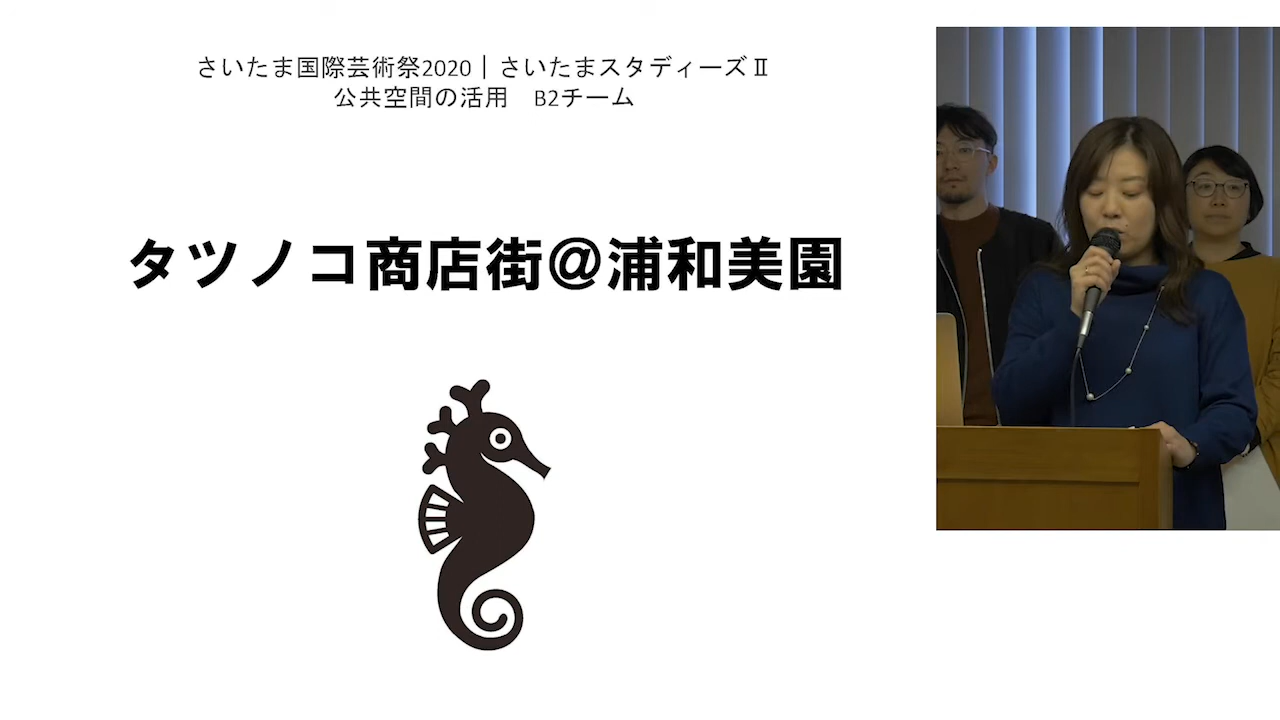 さいたま国際芸術祭2020｜さいたまスタディーズⅡ
公共空間の活用　B2チーム
タツノコ商店街@浦和美園